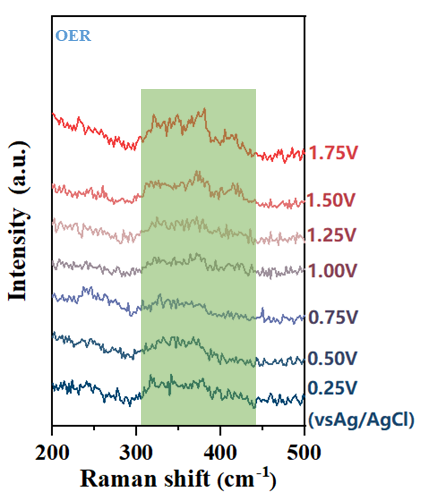 OER
Intensity (a.u.)
1.75V
1.50V
1.25V
1.00V
0.75V
0.50V
0.25V
(vsAg/AgCl)
200 300 400 500
Raman shift (cm⁻¹)